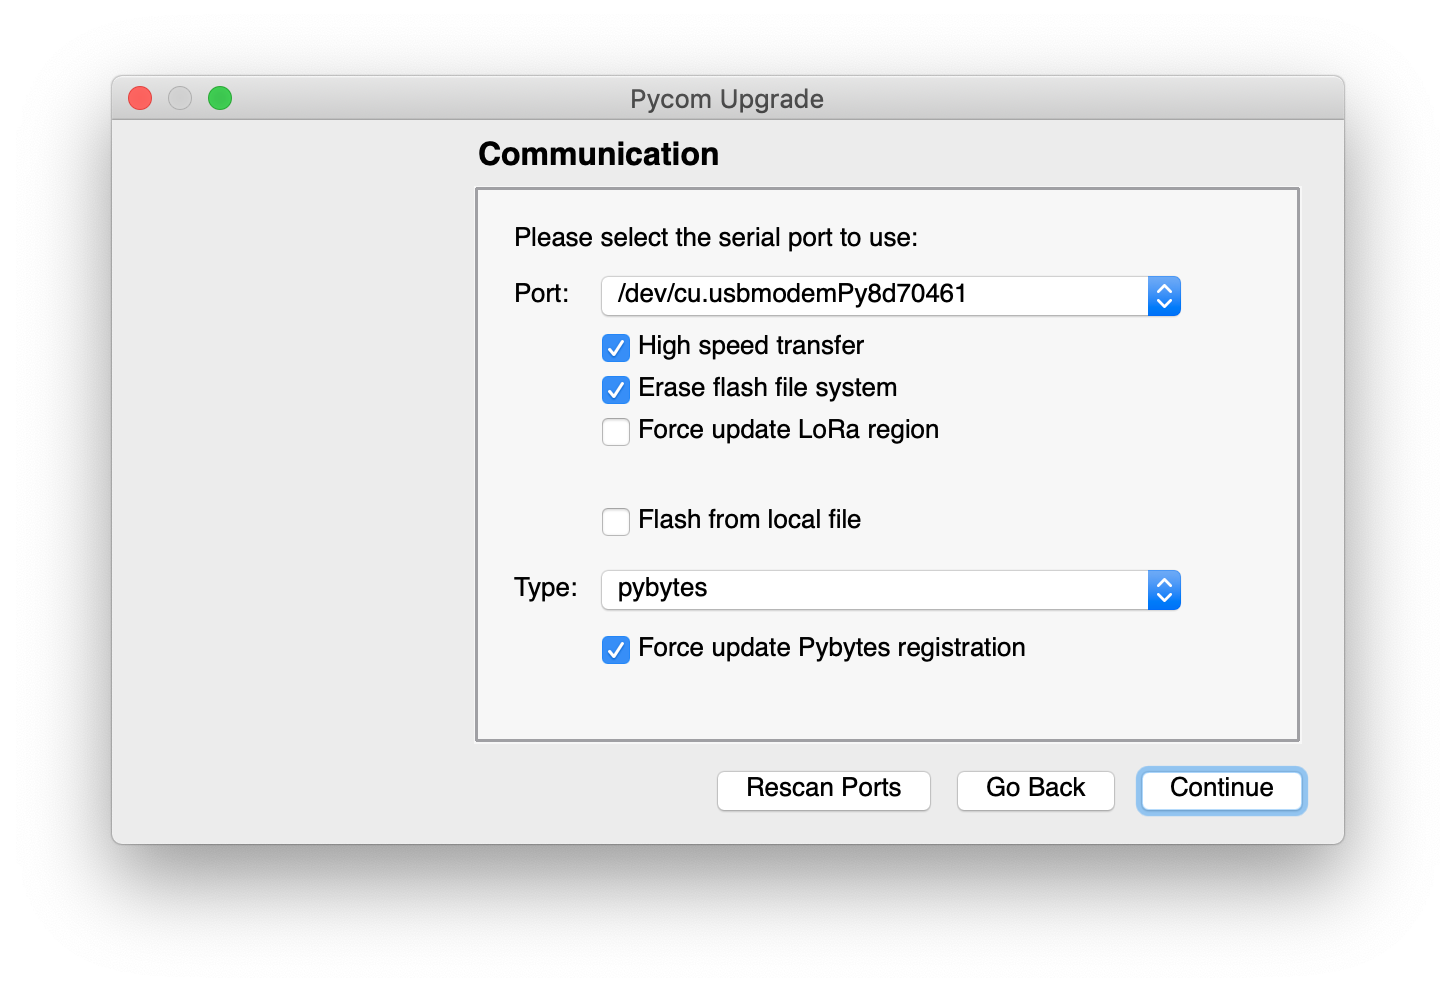 Pycom Upgrade
Communication
Please select the serial port to use:
Port: /dev/cu.usbmodemPy8d70461
High speed transfer
Erase flash file system
Force update LoRa region
Flash from local file
Type: pybytes
Force update Pybytes registration
Rescan Ports Go Back Continue